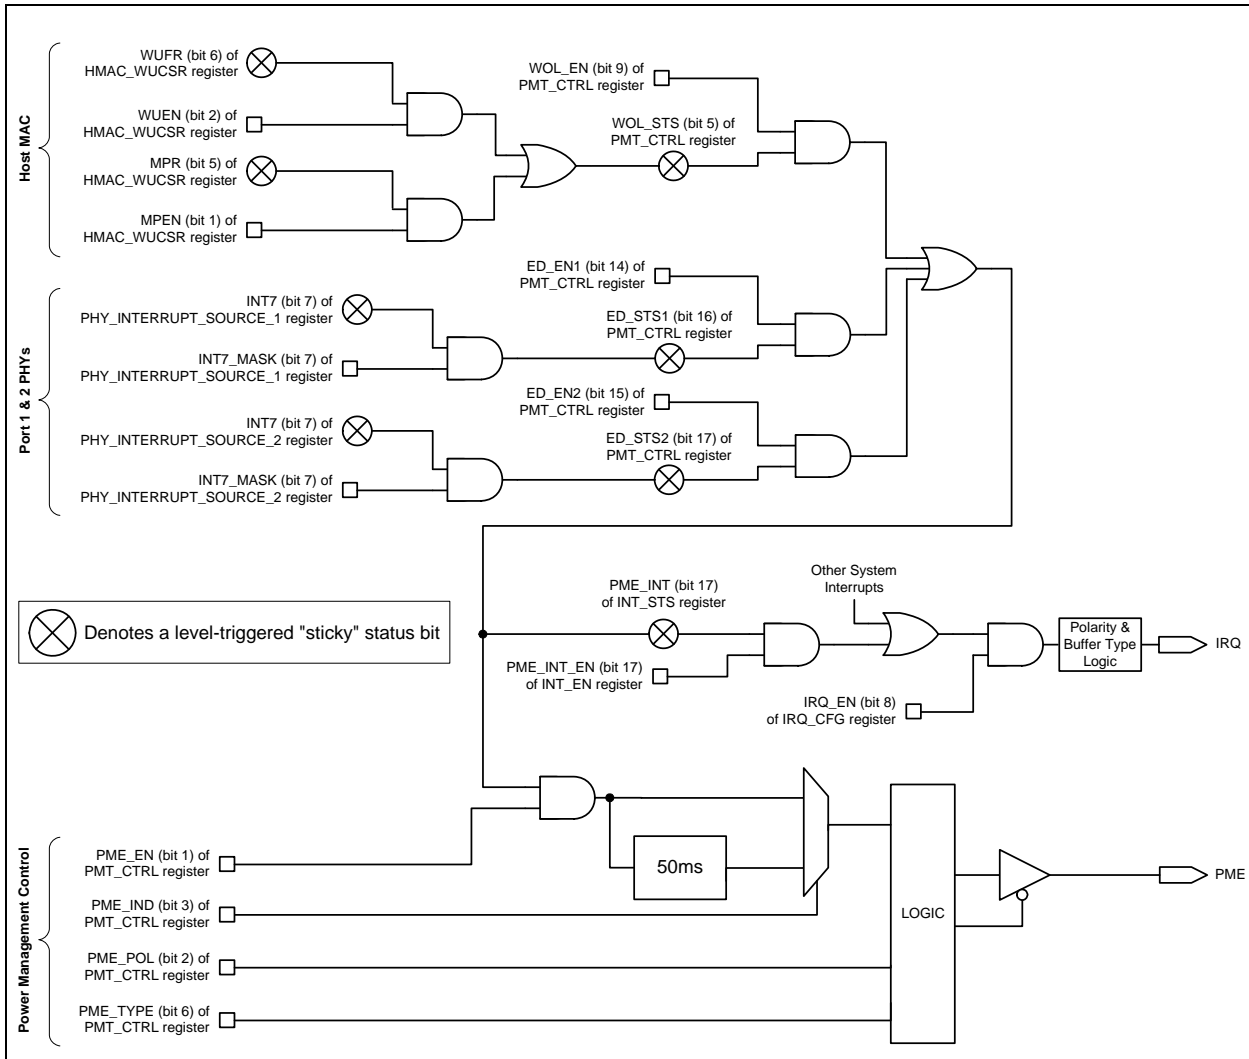 Host MAC
WUFR (bit 6) of
HMAC_WUCSR register
WUEN (bit 2) of
HMAC_WUCSR register
MPR (bit 5) of
HMAC_WUCSR register
MPEN (bit 1) of
HMAC_WUCSR register
WOL_EN (bit 9) of
PMT_CTRL register
WOL_STS (bit 5) of
PMT_CTRL register
Port 1 & 2 PHYs
INT7 (bit 7) of
PHY_INTERRUPT_SOURCE_1 register
INT7_MASK (bit 7) of
PHY_INTERRUPT_SOURCE_1 register
INT7 (bit 7) of
PHY_INTERRUPT_SOURCE_2 register
INT7_MASK (bit 7) of
PHY_INTERRUPT_SOURCE_2 register
ED_EN1 (bit 14) of
PMT_CTRL register
ED_STS1 (bit 16) of
PMT_CTRL register
ED_EN2 (bit 15) of
PMT_CTRL register
ED_STS2 (bit 17) of
PMT_CTRL register
Denotes a level-triggered "sticky" status bit
PME_INT (bit 17)
of INT_STS register
PME_INT_EN (bit 17)
of INT_EN register
Other System
Interrupts
IRQ_EN (bit 8)
of IRQ_CFG register
Polarity &
Buffer Type
Logic
IRQ
Power Management Control
PME_EN (bit 1) of
PMT_CTRL register
PME_IND (bit 3) of
PMT_CTRL register
PME_POL (bit 2) of
PMT_CTRL register
PME_TYPE (bit 6) of
PMT_CTRL register
50ms
LOGIC
PME